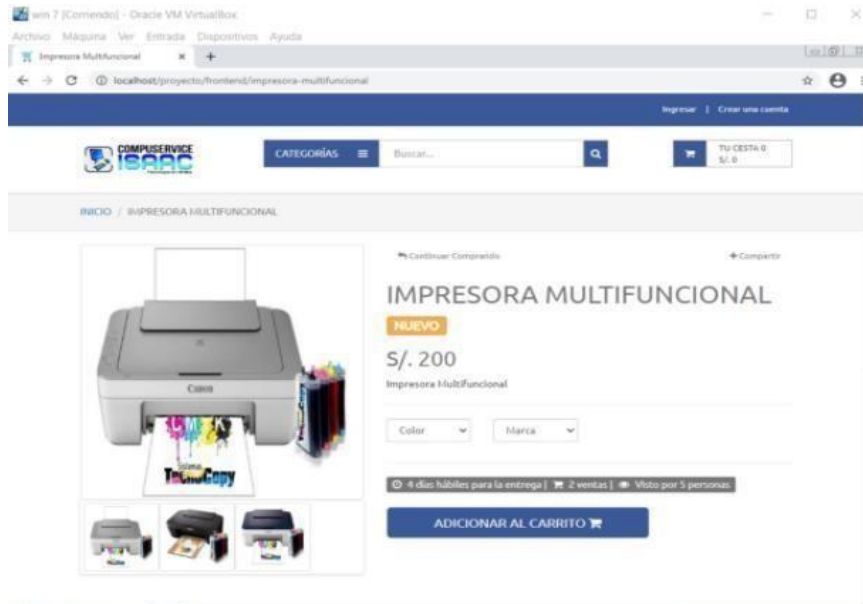 win 7 [Corriendo] - Oracle VM VirtualBox
Archivo Máquina Ver Entrada Dispositivos Ayuda
Impresora Multifuncional
localhost/proyecto/frontend/impresora-multifuncional
Ingresar | Crear una cuenta
COMPUSERVICE
ISAAC
CATEGORÍAS
Buscar...
TU CESTA 0
S/. 0
INICIO / IMPRESORA MULTIFUNCIONAL
Continuar Comprando
Compartir
IMPRESORA MULTIFUNCIONAL
NUEVO
S/. 200
Impresora Multifuncional
Color
Marca
4 días hábiles para la entrega | 2 ventas | Visto por 5 personas
ADICIONAR AL CARRITO
Canon
C M Y K
TecnoCopy